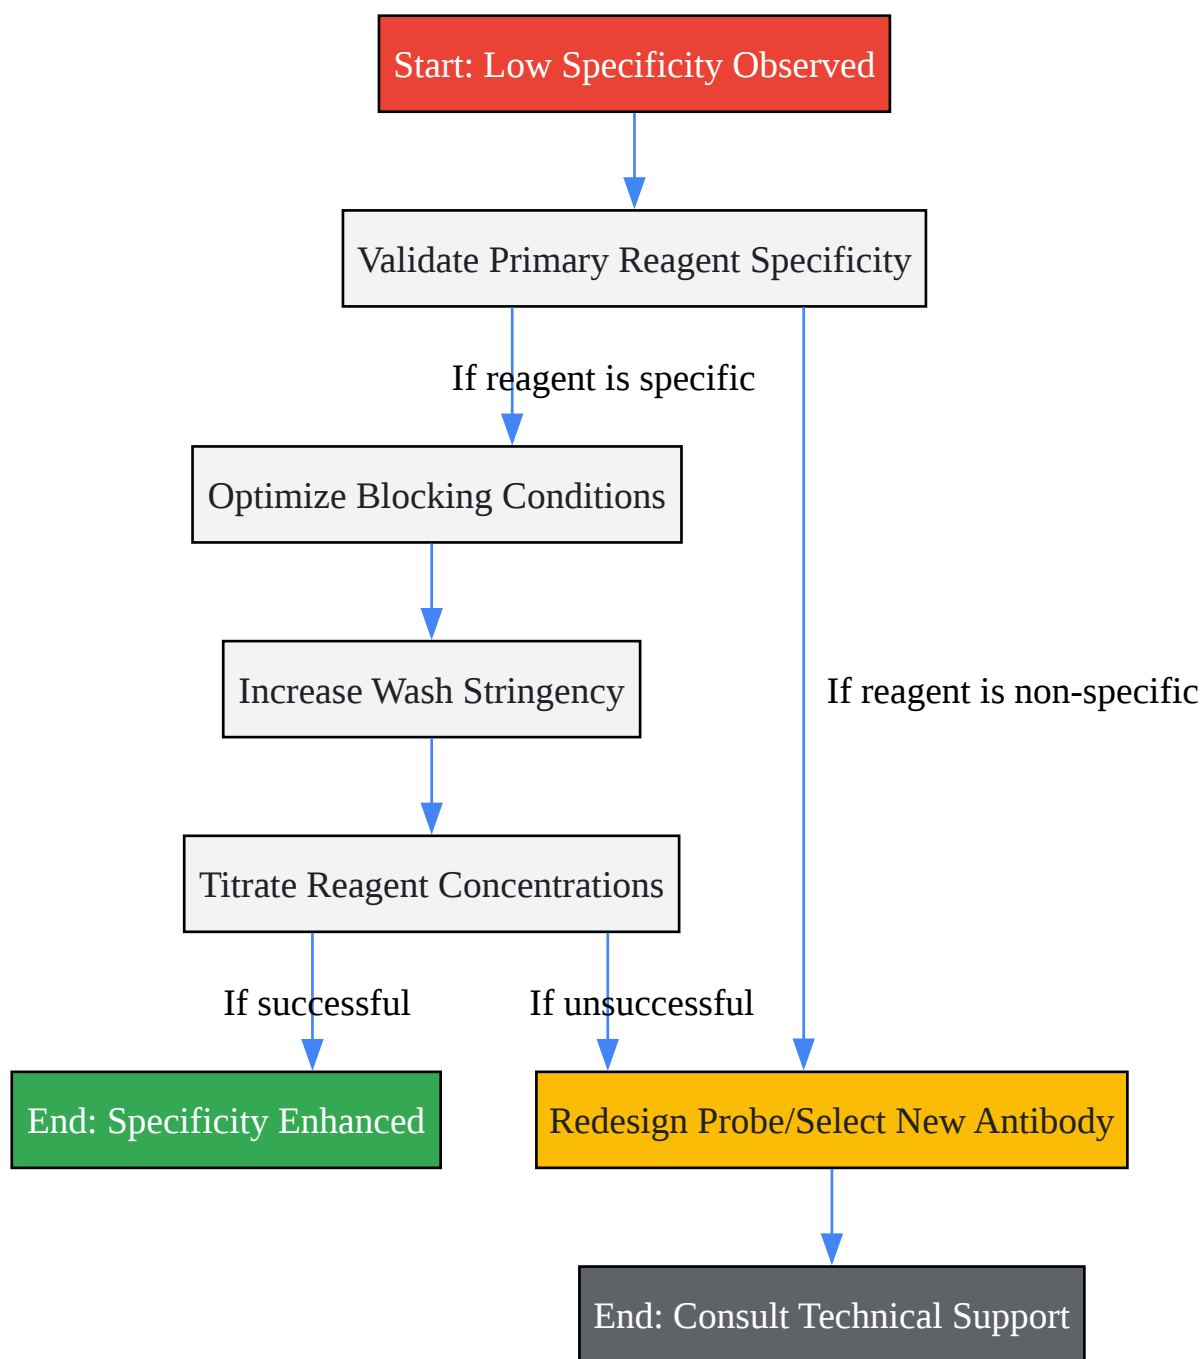 Start: Low Specificity Observed
Validate Primary Reagent Specificity
If reagent is specific
Optimize Blocking Conditions
Increase Wash Stringency
If reagent is non-specific
Titrate Reagent Concentrations
If successful
If unsuccessful
End: Specificity Enhanced
Redesign Probe/Select New Antibody
End: Consult Technical Support